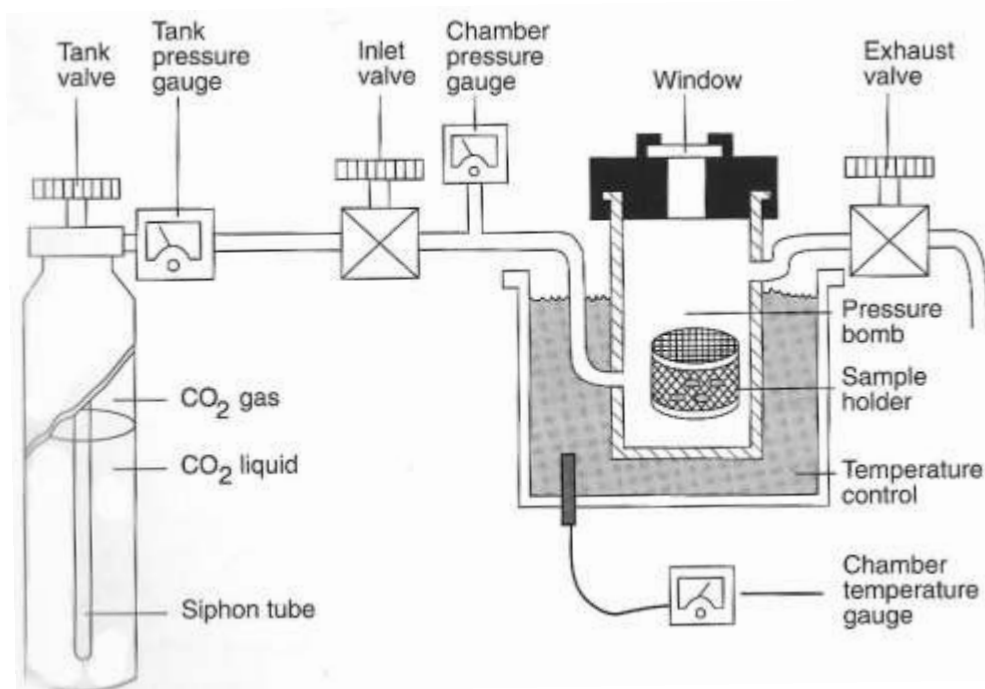 Tank
valve
Tank
pressure
gauge
Inlet
valve
Chamber
pressure
gauge
Window
Exhaust
valve
Pressure
bomb
Sample
holder
CO2 gas
CO2 liquid
Temperature
control
Siphon tube
Chamber
temperature
gauge